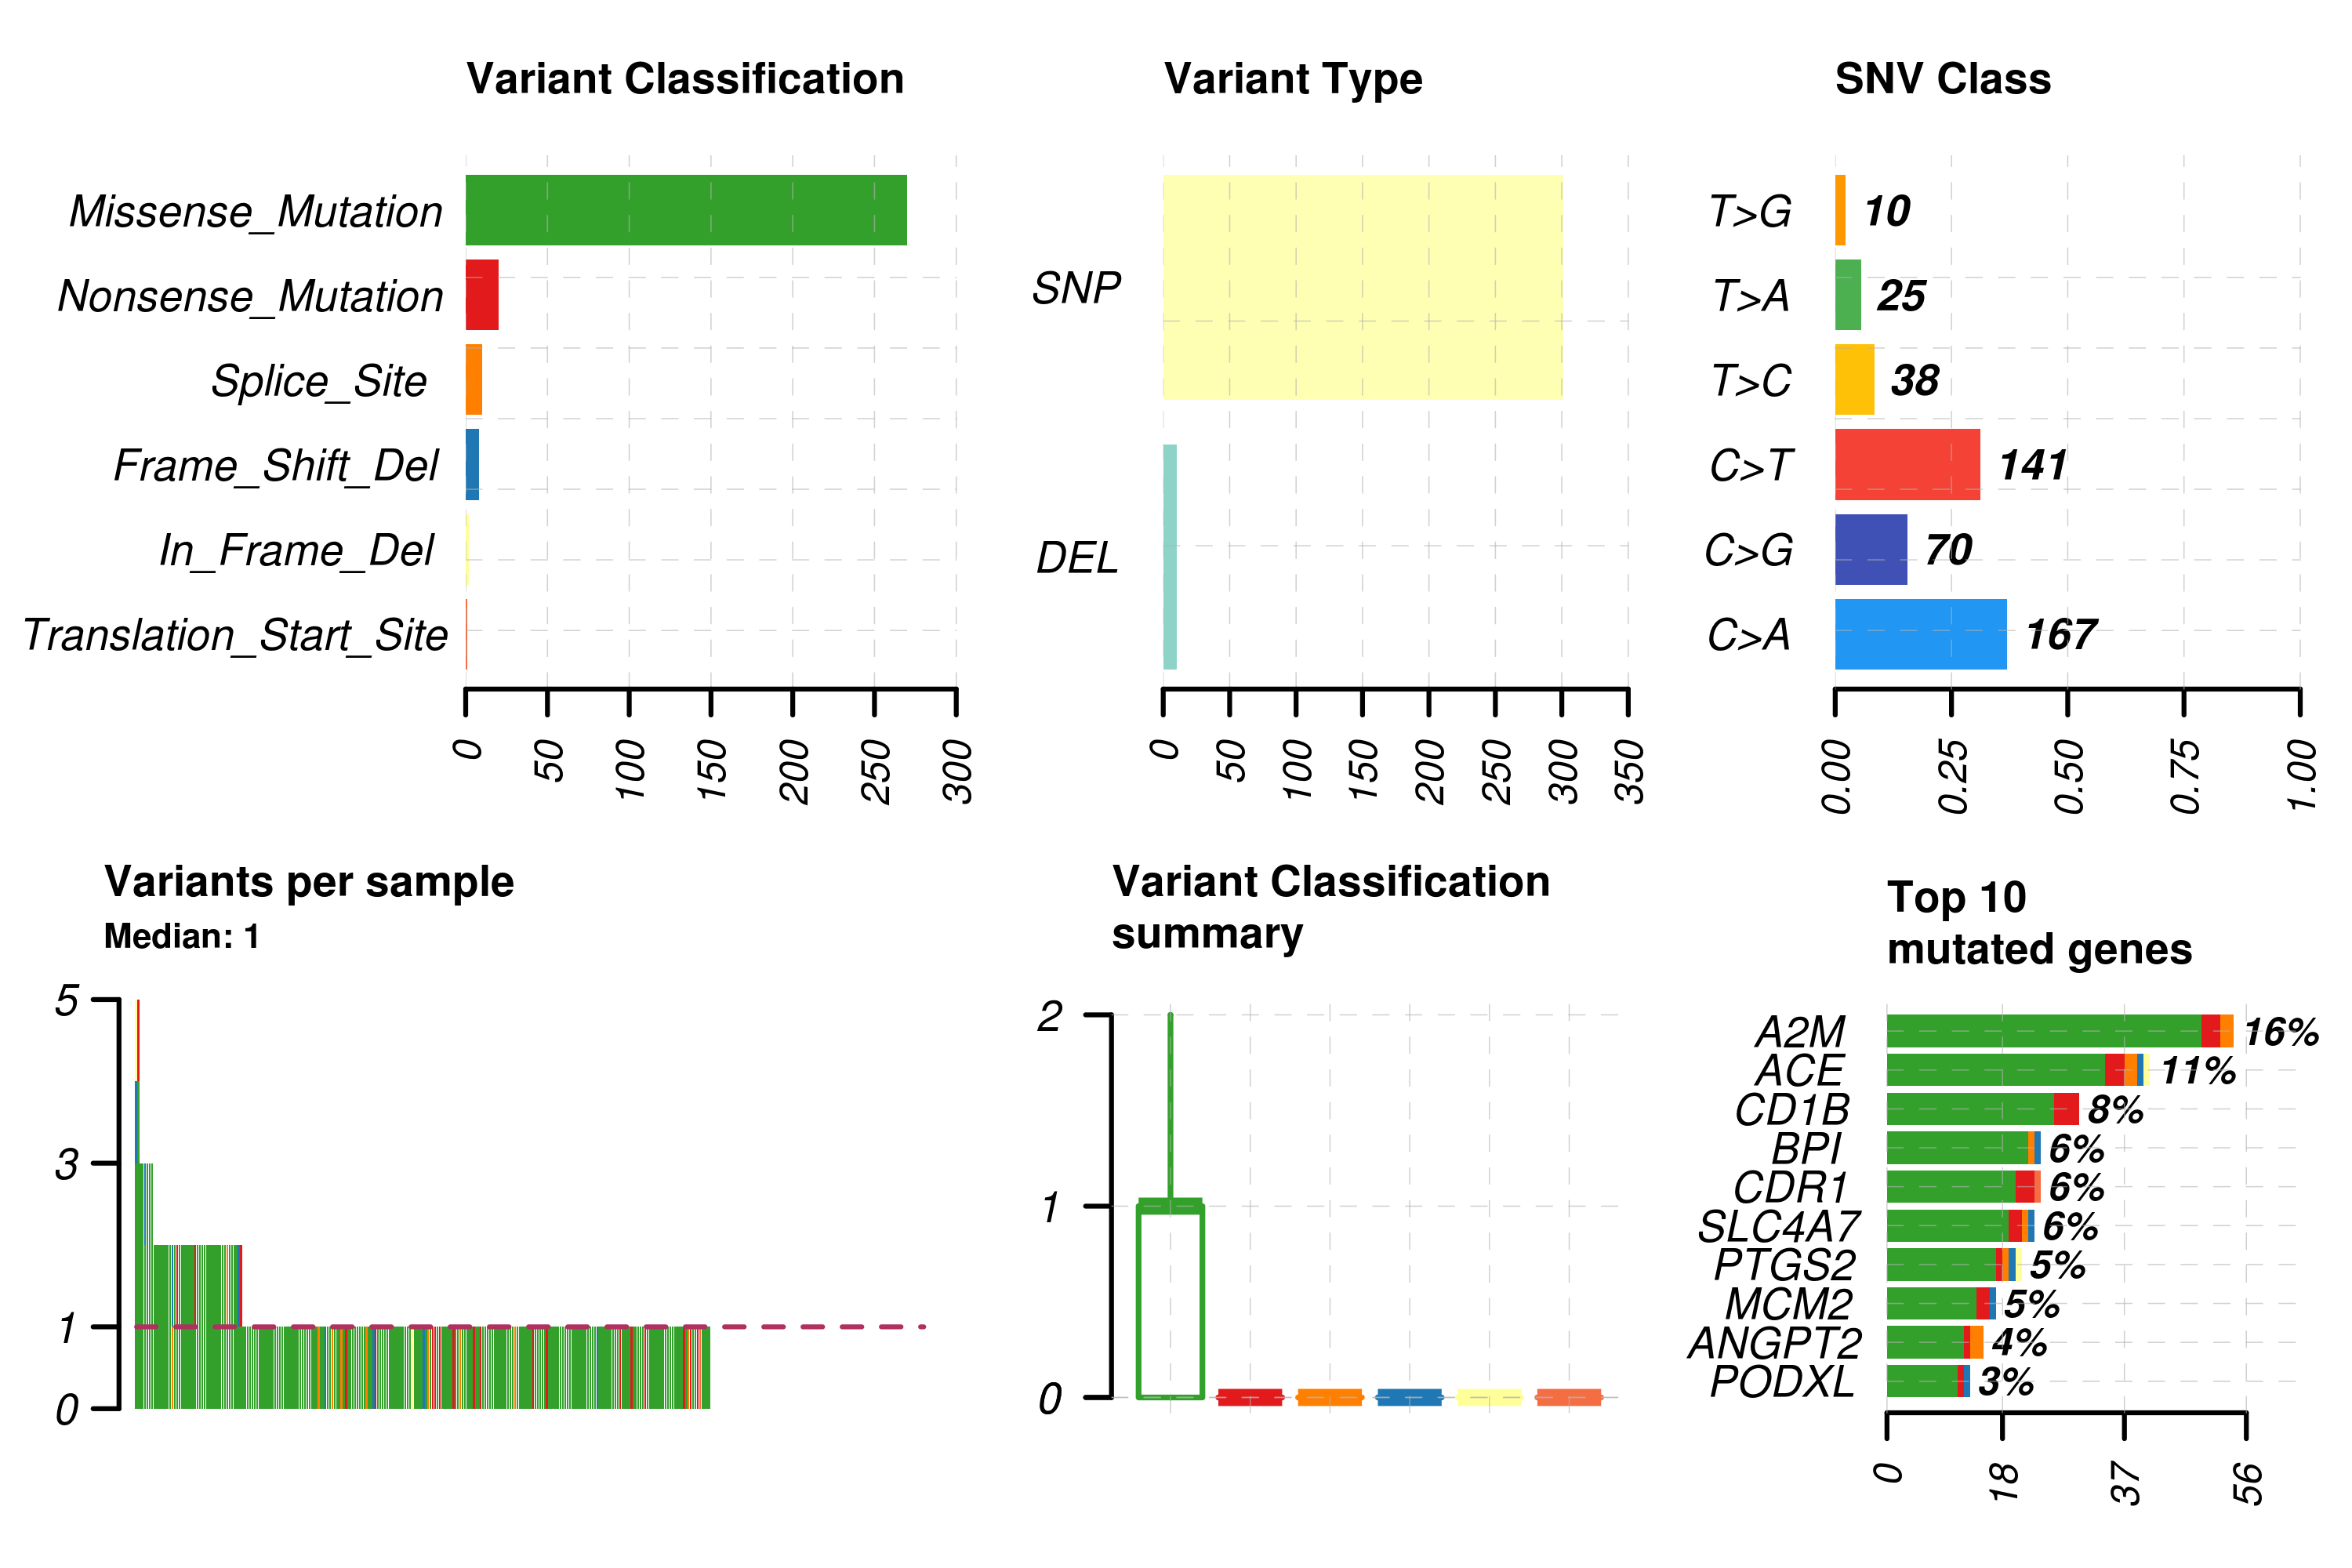 Variant Classification
Missense_Mutation
Nonsense_Mutation
Splice_Site
Frame_Shift_Del
In_Frame_Del
Translation_Start_Site
0 50 100 150 200 250 300
Variant Type
SNP
DEL
0 50 100 150 200 250 300 350
SNV Class
T>G 10
T>A 25
T>C 38
C>T 141
C>G 70
C>A 167
0.00 0.25 0.50 0.75 1.00
Variants per sample
Median: 1
5
3
1
0
Variant Classification
summary
2
1
0
Top 10
mutated genes
A2M 16%
ACE 11%
CD1B 8%
BPI 6%
CDR1 6%
SLC4A7 6%
PTGS2 5%
MCM2 5%
ANGPT2 4%
PODXL 3%
0 18 37 56